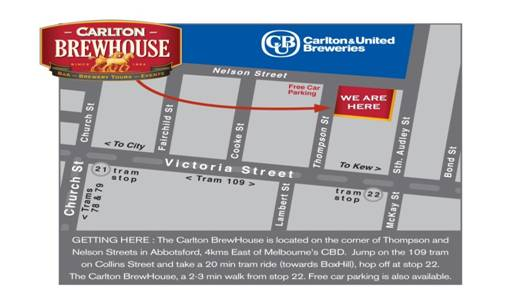 CARLTON
BREWHOUSE
SINCE 1864
BAR – BREWERY TOURS – EVENTS
CUB
Carlton&United
Breweries
Nelson Street
Free Car
Parking
WE ARE
HERE
Church St
Fairchild St
Cooke St
Thompson St
Sth. Audley St
Bond St
< To City
To Kew >
Victoria Street
21 tram
stop
< Tram 109 >
tram 22
stop
Church St
< Trams
78 & 79
Lambert St
McKay St
GETTING HERE : The Carlton BrewHouse is located on the corner of Thompson and
Nelson Streets in Abbotsford, 4kms East of Melbourne's CBD. Jump on the 109 tram
on Collins Street and take a 20 min tram ride (towards BoxHill), hop off at stop 22.
The Carlton BrewHouse, a 2-3 min walk from stop 22. Free car parking is also available.